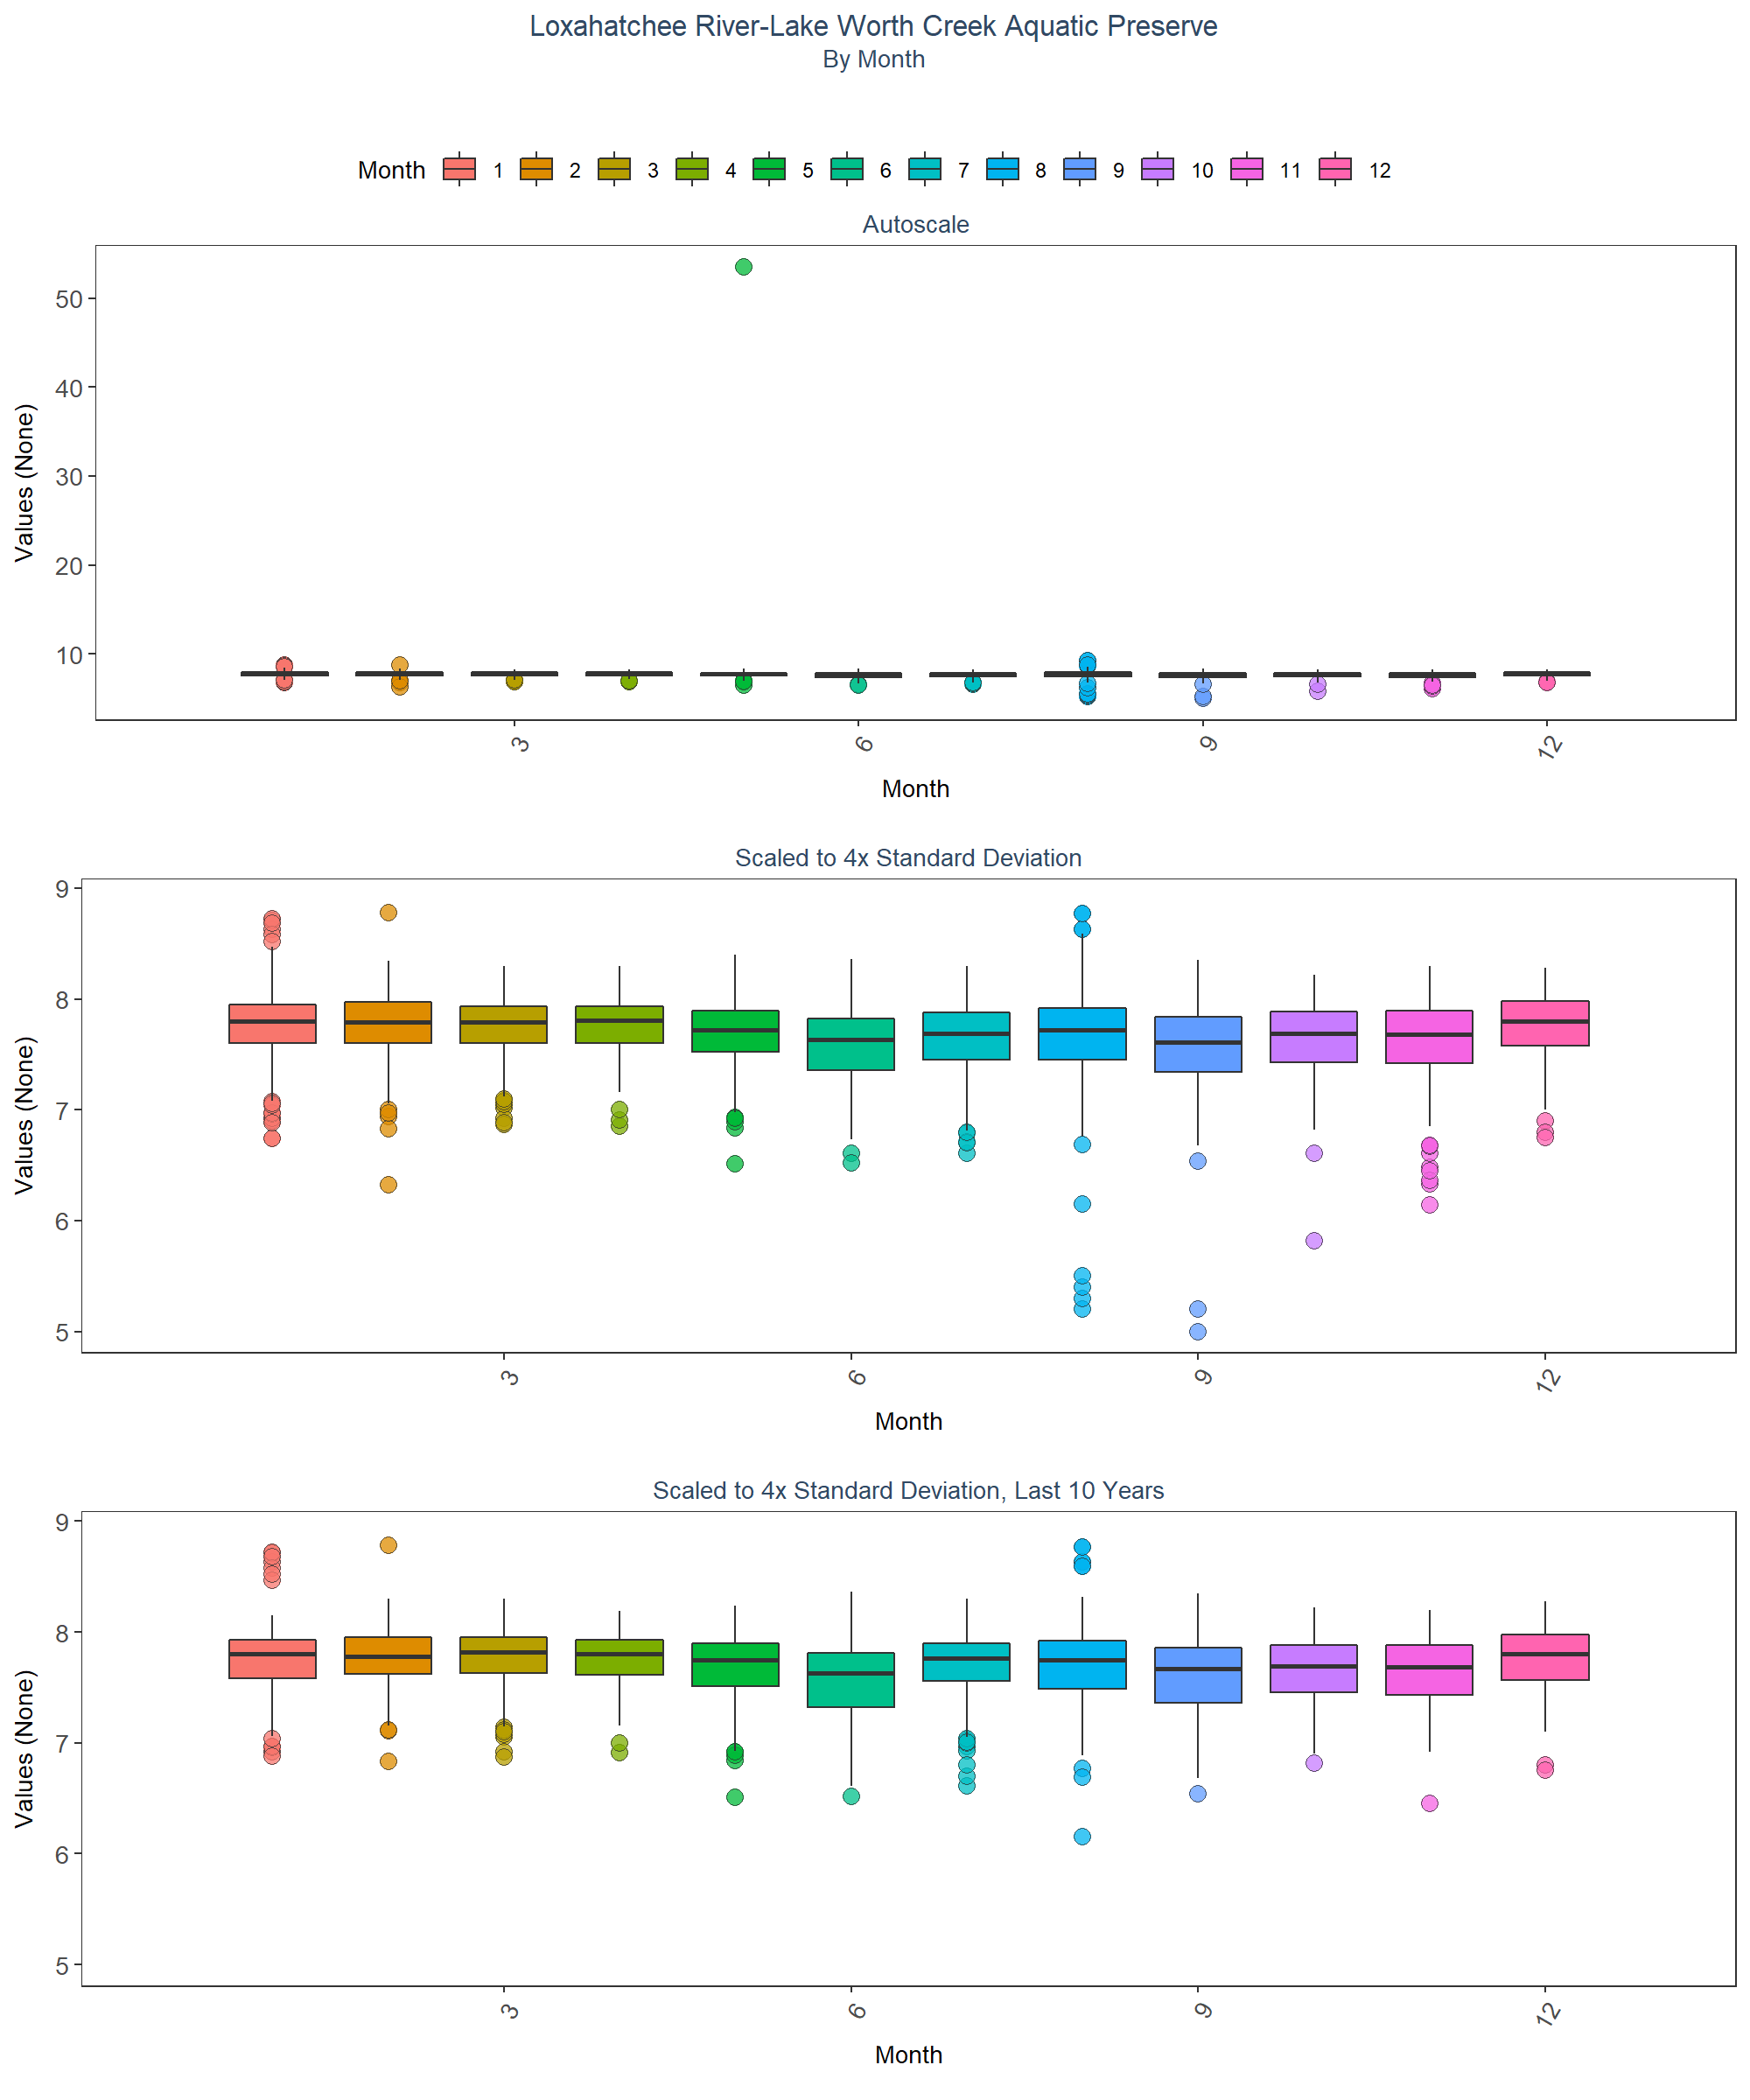 Loxahatchee River-Lake Worth Creek Aquatic Preserve
By Month
Month 1 2 3 4 5 6 7 8 9 10 11 12
Autoscale
50
40
30
20
10
Values (None)
3 6 9 12
Month
Scaled to 4x Standard Deviation
9
8
7
6
5
Values (None)
3 6 9 12
Month
Scaled to 4x Standard Deviation, Last 10 Years
9
8
7
6
5
Values (None)
3 6 9 12
Month